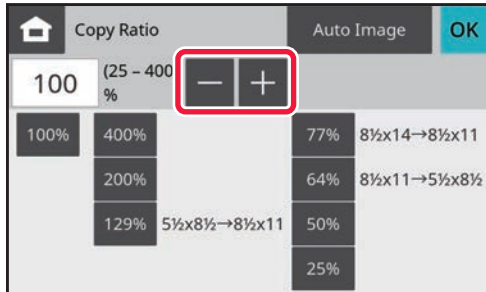 Copy Ratio Auto Image OK
100 (25 – 400 % − +
100% 400% 77% 8½x14→8½x11
200% 64% 8½x11→5½x8½
129% 5½x8½→8½x11 50%
25%